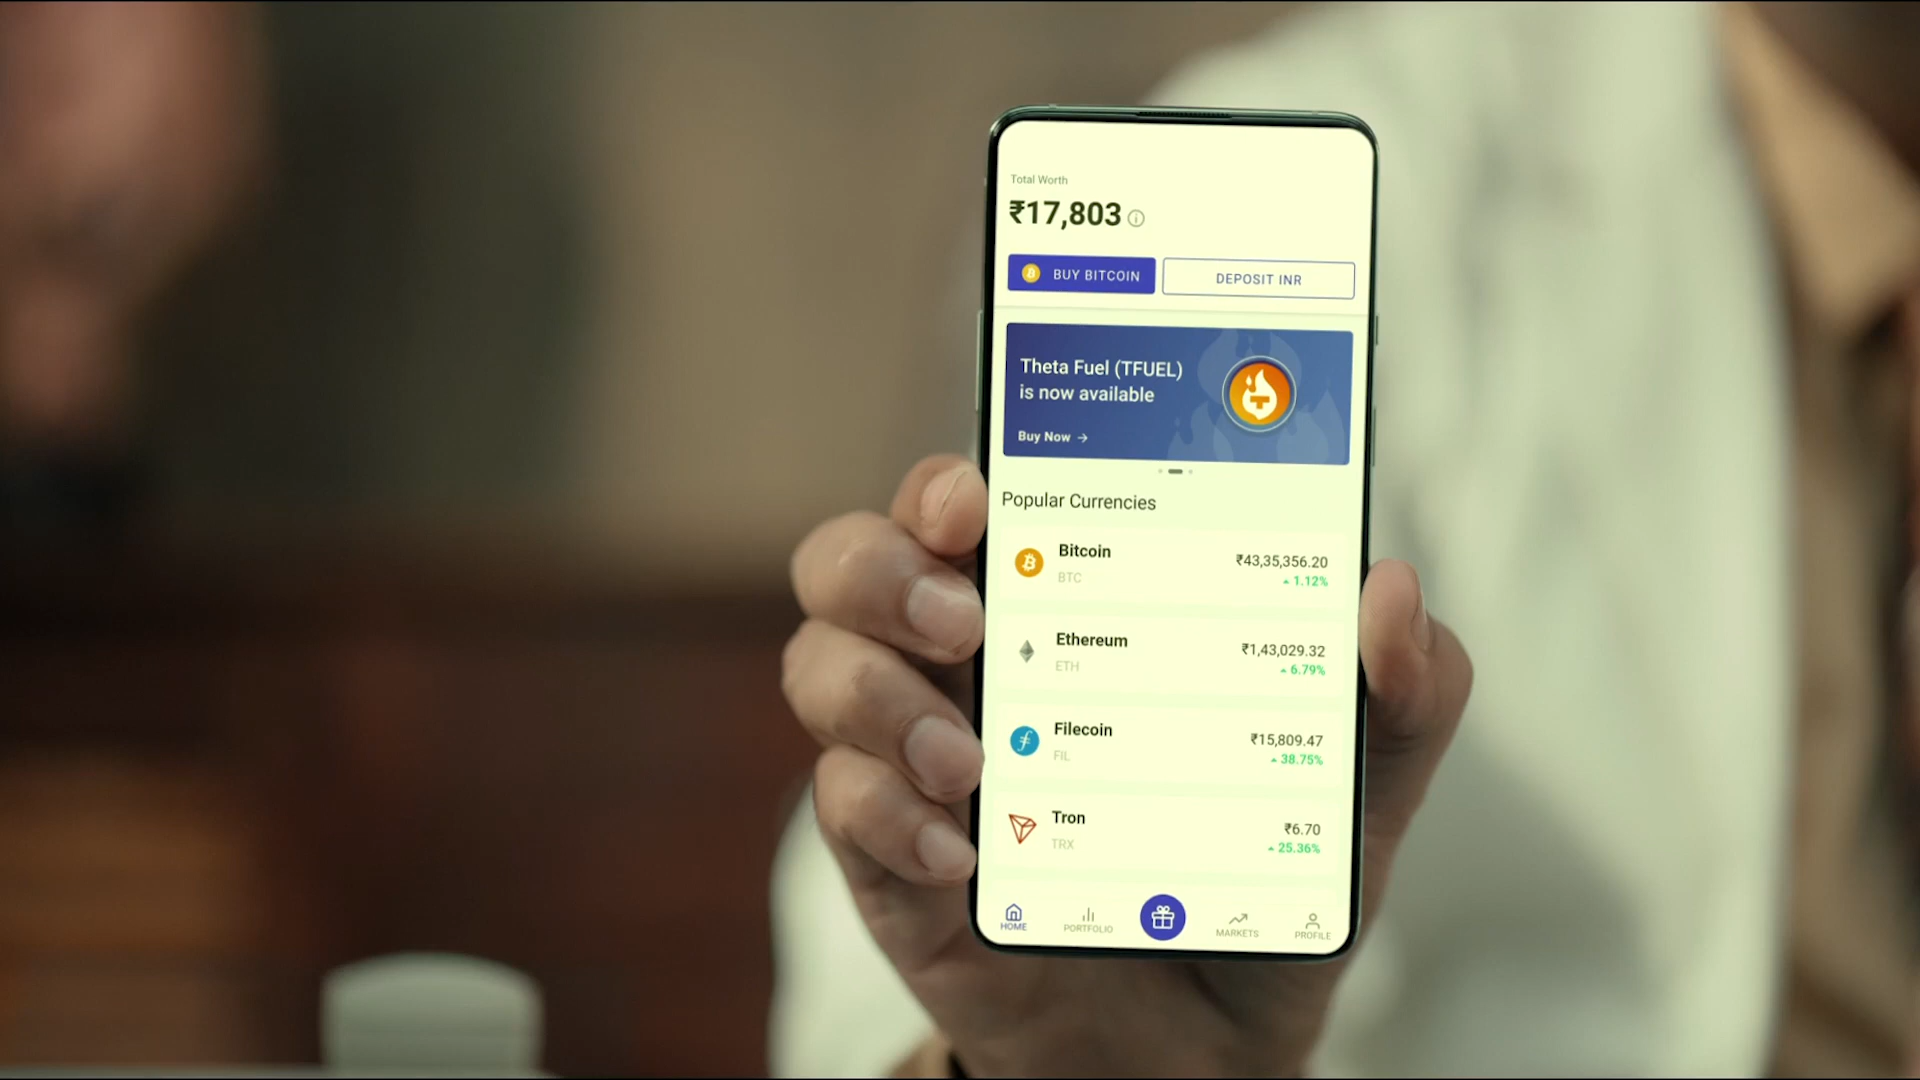 Total Worth
₹17,803
BUY BITCOIN
DEPOSIT INR
Theta Fuel (TFUEL)
is now available
Buy Now →
Popular Currencies
Bitcoin
₹43,35,356.20
BTC
1.12%
Ethereum
₹1,43,029.32
ETH
6.79%
Filecoin
₹15,809.47
FIL
38.75%
Tron
₹6.70
TRX
25.36%
HOME
PORTFOLIO
MARKETS
PROFILE